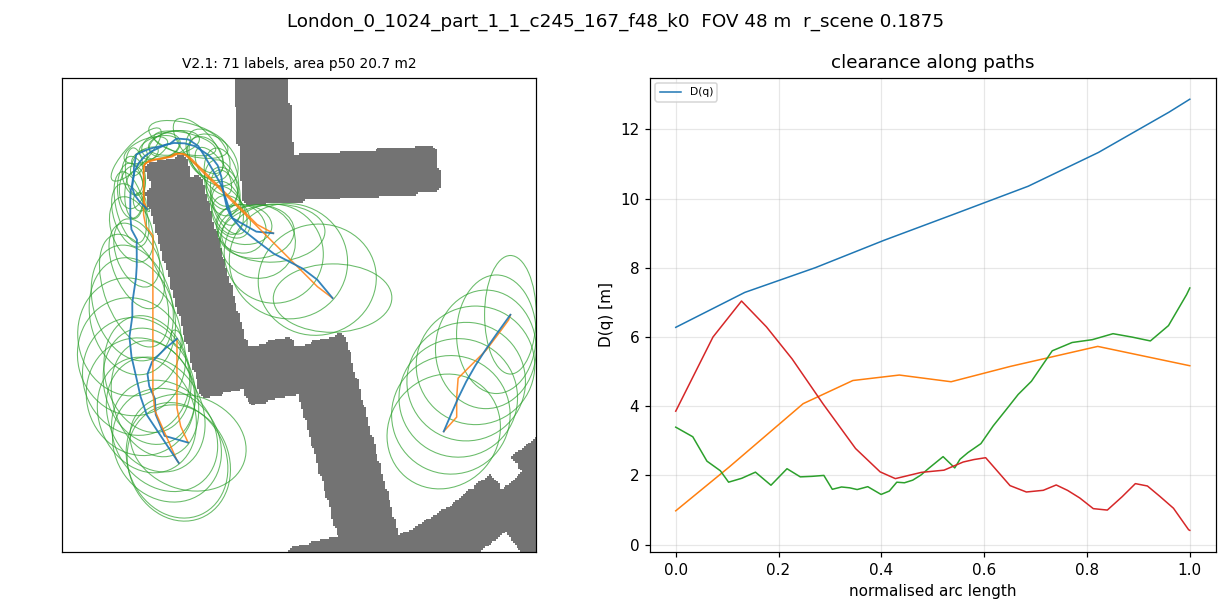 London_0_1024_part_1_1_c245_167_f48_k0  FOV 48 m  r_scene 0.1875
V2.1: 71 labels, area p50 20.7 m2
clearance along paths
D(q)
12
10
8
6
4
2
0
D(q) [m]
0.0 0.2 0.4 0.6 0.8 1.0
normalised arc length